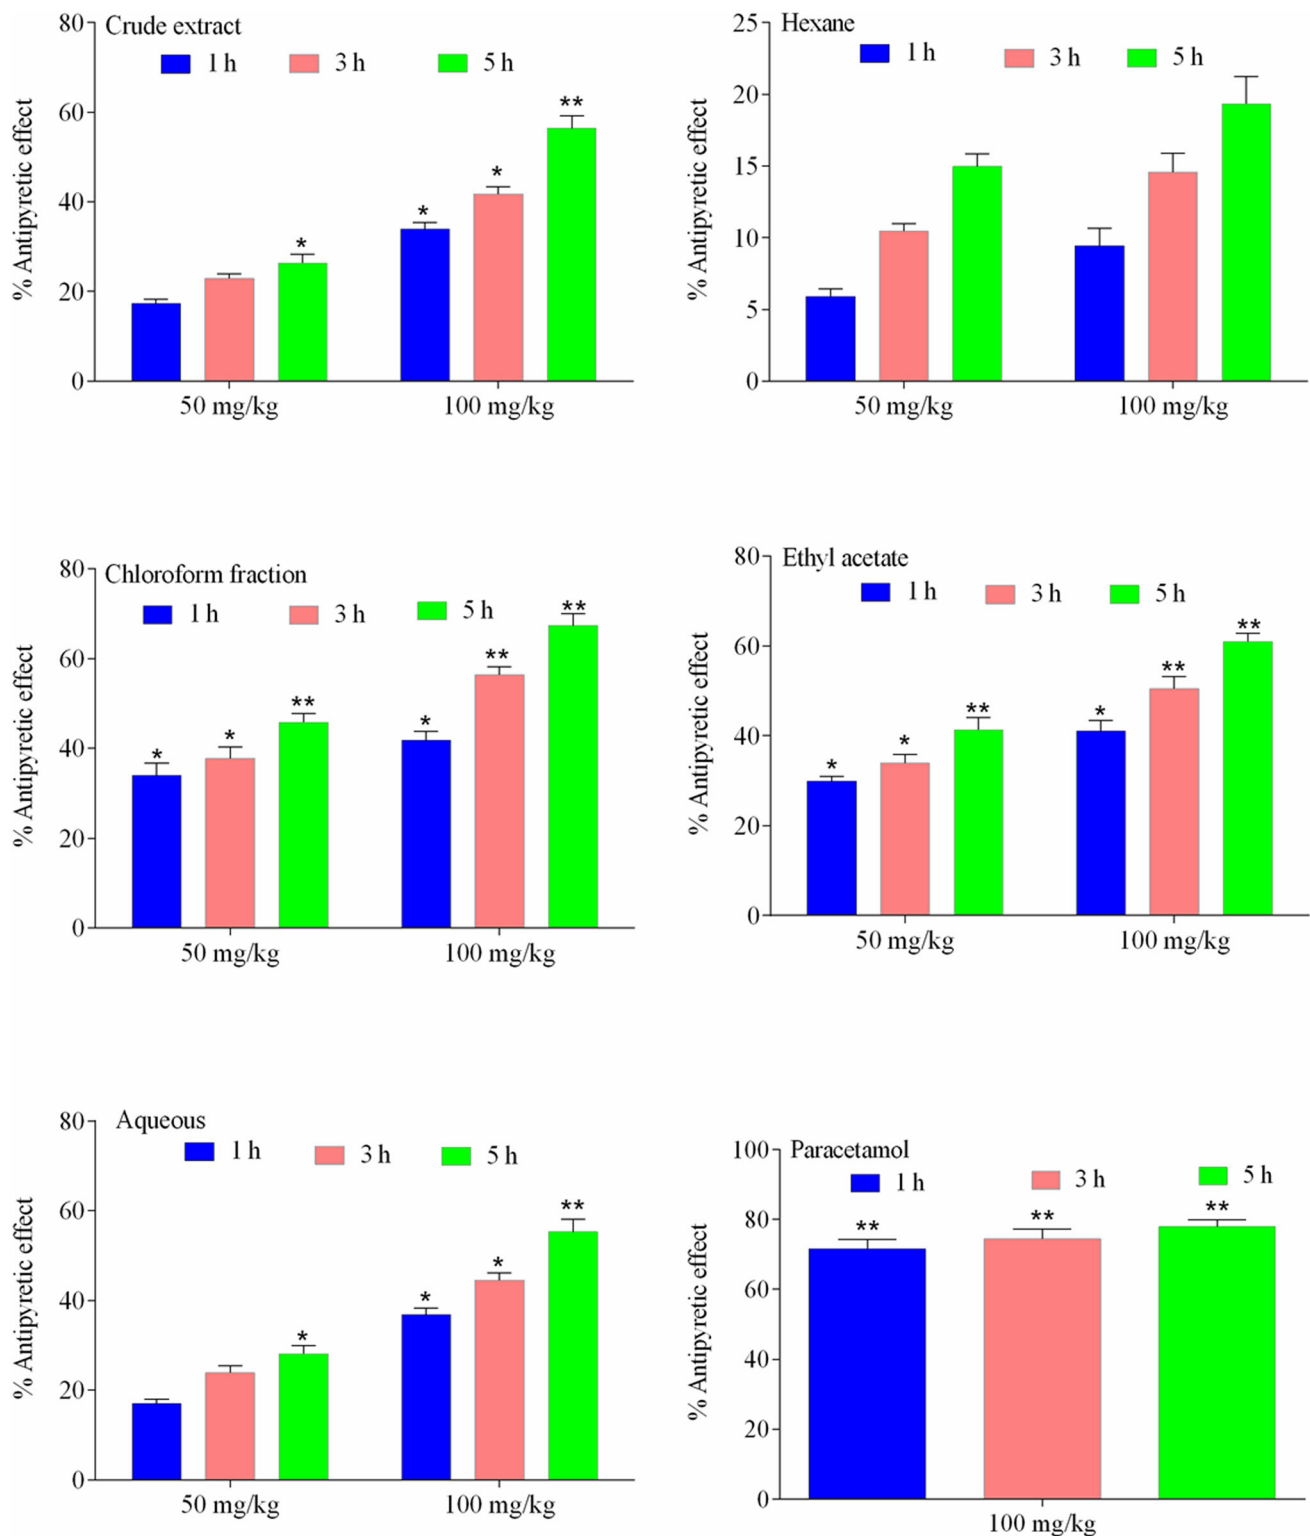 Crude extract
1 h 3 h 5 h
% Antipyretic effect
80
60
40
20
0
* * * **
50 mg/kg 100 mg/kg
Hexane
1 h 3 h 5 h
% Antipyretic effect
25
20
15
10
5
0
50 mg/kg 100 mg/kg
Chloroform fraction
1 h 3 h 5 h
% Antipyretic effect
80
60
40
20
0
* * ** * ** **
50 mg/kg 100 mg/kg
Ethyl acetate
1 h 3 h 5 h
% Antipyretic effect
80
60
40
20
0
* * ** * ** **
50 mg/kg 100 mg/kg
Aqueous
1 h 3 h 5 h
% Antipyretic effect
80
60
40
20
0
* * * **
50 mg/kg 100 mg/kg
Paracetamol
1 h 3 h 5 h
% Antipyretic effect
100
80
60
40
20
0
** ** **
100 mg/kg